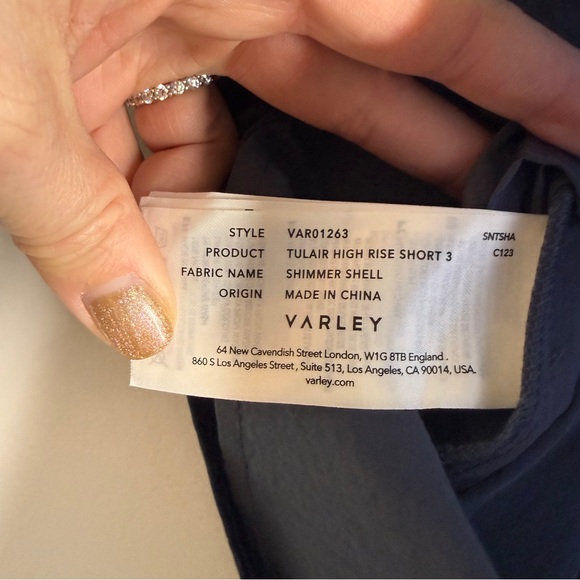 STYLE VAR01263 SNTSHA
PRODUCT TULAIR HIGH RISE SHORT 3 C123
FABRIC NAME SHIMMER SHELL
ORIGIN MADE IN CHINA
VARLEY
64 New Cavendish Street London, W1G 8TB England .
860 S Los Angeles Street , Suite 513, Los Angeles, CA 90014, USA.
varley.com